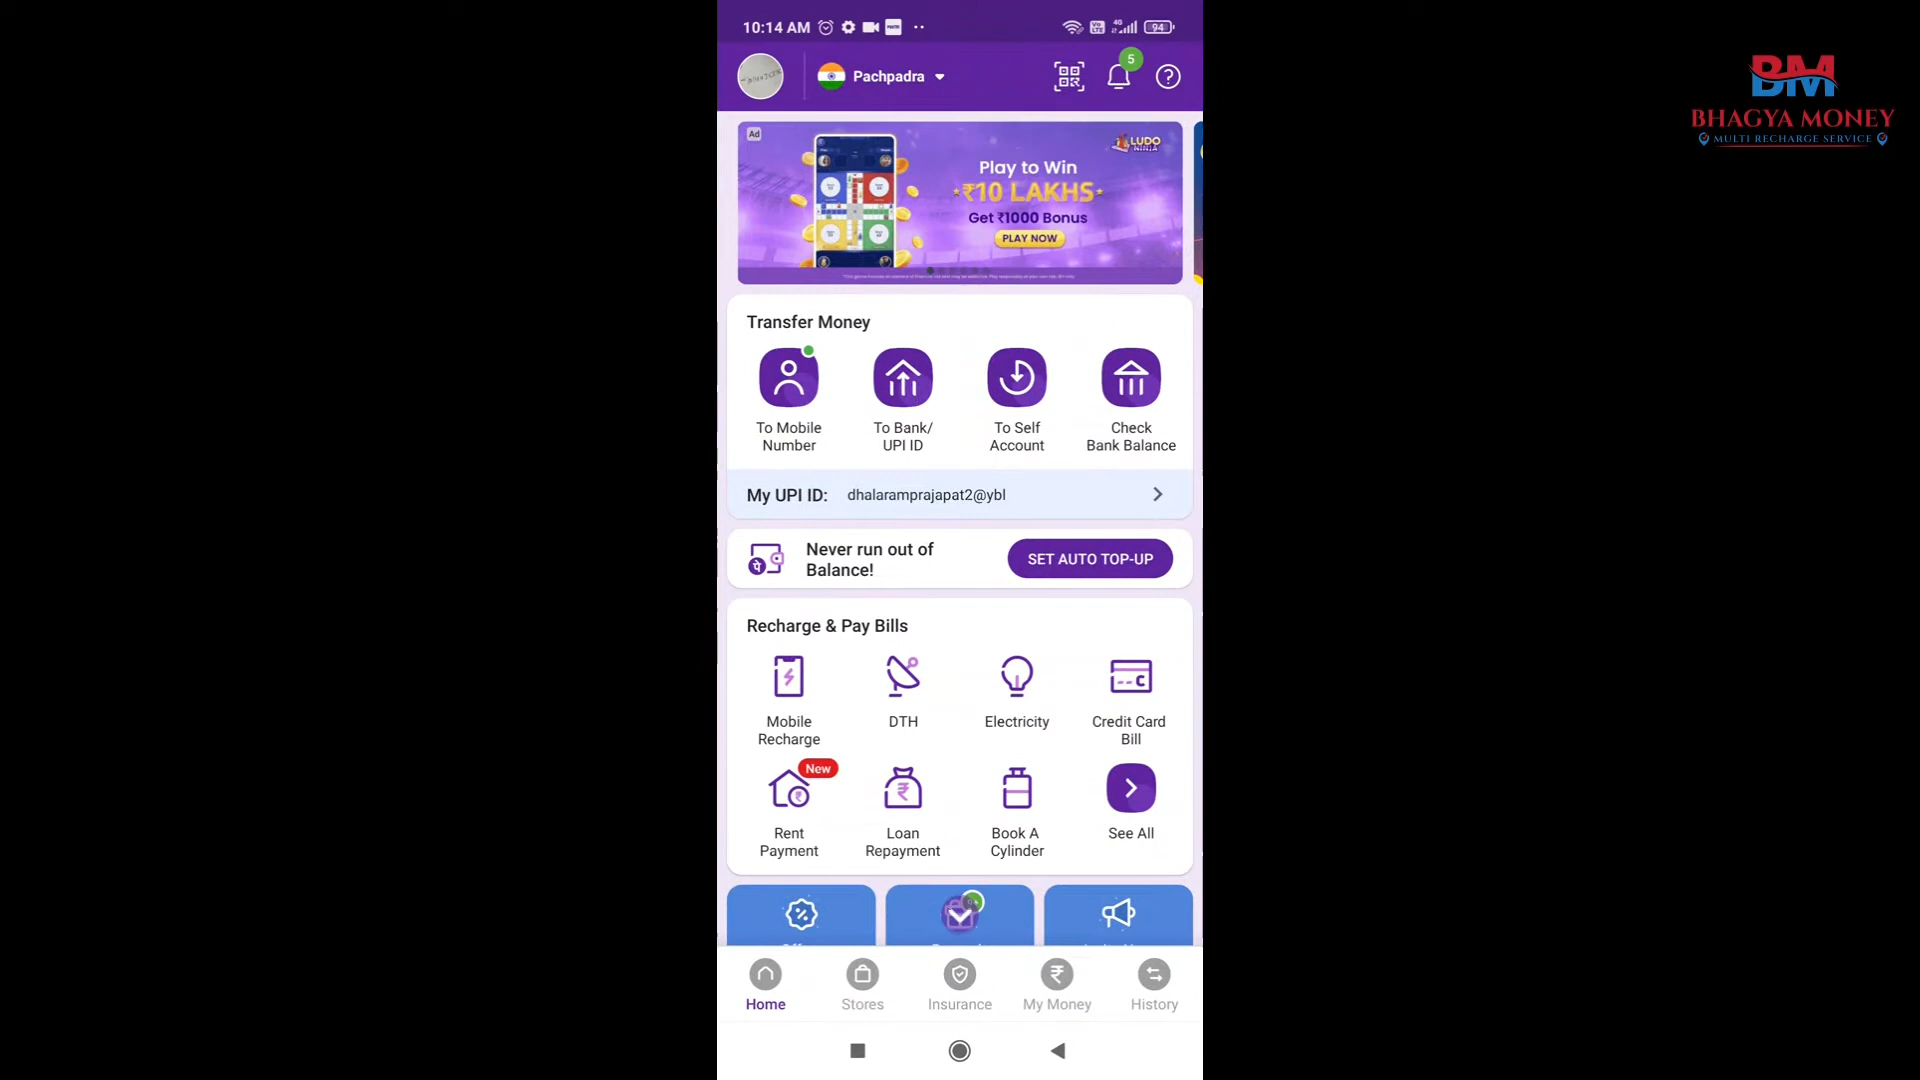 10:14 AM
Vo LTE
4G
94
Pachpadra
5
BM
BHAGYA MONEY
MULTI RECHARGE SERVICE
Ad
LUDO
NINJA
Play to Win
₹10 LAKHS
Get ₹1000 Bonus
PLAY NOW
Transfer Money
To Mobile
Number
To Bank/
UPI ID
To Self
Account
Check
Bank Balance
My UPI ID: dhalaramprajapat2@ybl
Never run out of
Balance!
SET AUTO TOP-UP
Recharge & Pay Bills
Mobile
Recharge
DTH
Electricity
Credit Card
Bill
New
Rent
Payment
Loan
Repayment
Book A
Cylinder
See All
Home
Stores
Insurance
My Money
History